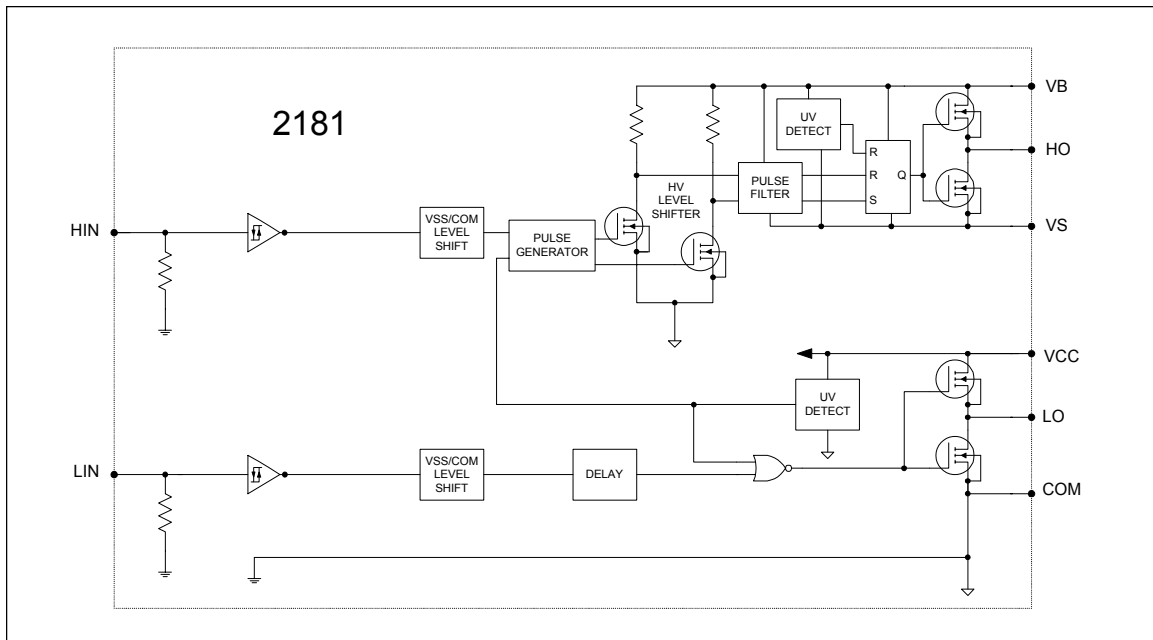 2181
VB
UV
DETECT
HO
R
R
Q
S
PULSE
FILTER
HV
LEVEL
SHIFTER
VS
HIN
VSS/COM
LEVEL
SHIFT
PULSE
GENERATOR
VCC
UV
DETECT
LO
LIN
VSS/COM
LEVEL
SHIFT
DELAY
COM